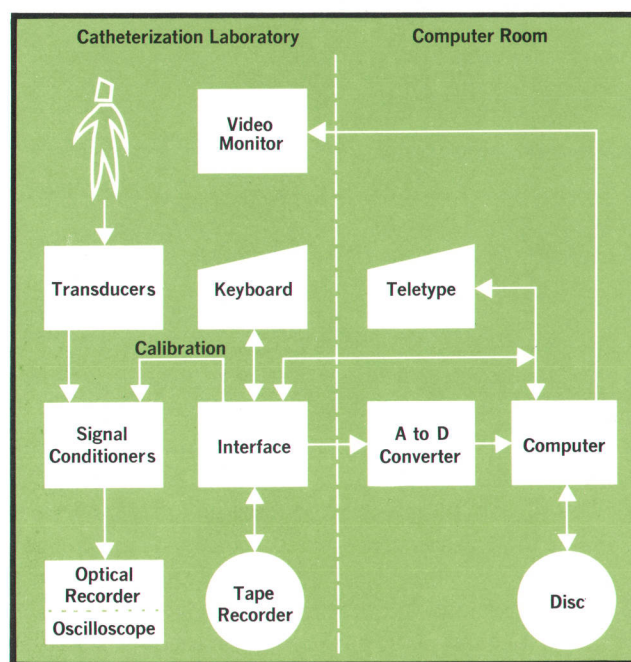 Catheterization Laboratory
Computer Room
Video
Monitor
Transducers
Keyboard
Teletype
Calibration
Signal
Conditioners
Interface
A to D
Converter
Computer
Optical
Recorder
Oscilloscope
Tape
Recorder
Disc